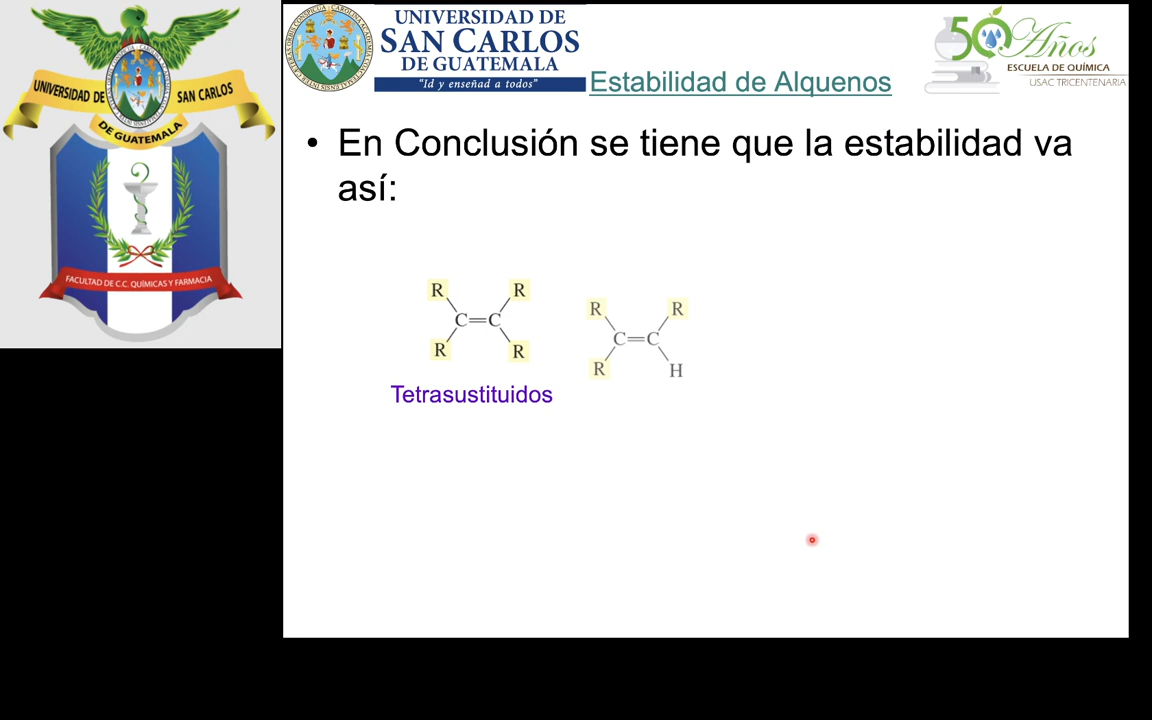 UNIVERSIDAD DE SAN CARLOS
DE GUATEMALA
FACULTAD DE C.C. QUÍMICAS Y FARMACIA
UNIVERSIDAD DE
SAN CARLOS
DE GUATEMALA
"Id y enseñad a todos"
Estabilidad de Alquenos
50 Años
ESCUELA DE QUÍMICA
USAC TRICENTENARIA
• En Conclusión se tiene que la estabilidad va
así:
R R
C=C
R R
Tetrasustituidos
R R
C=C
R H